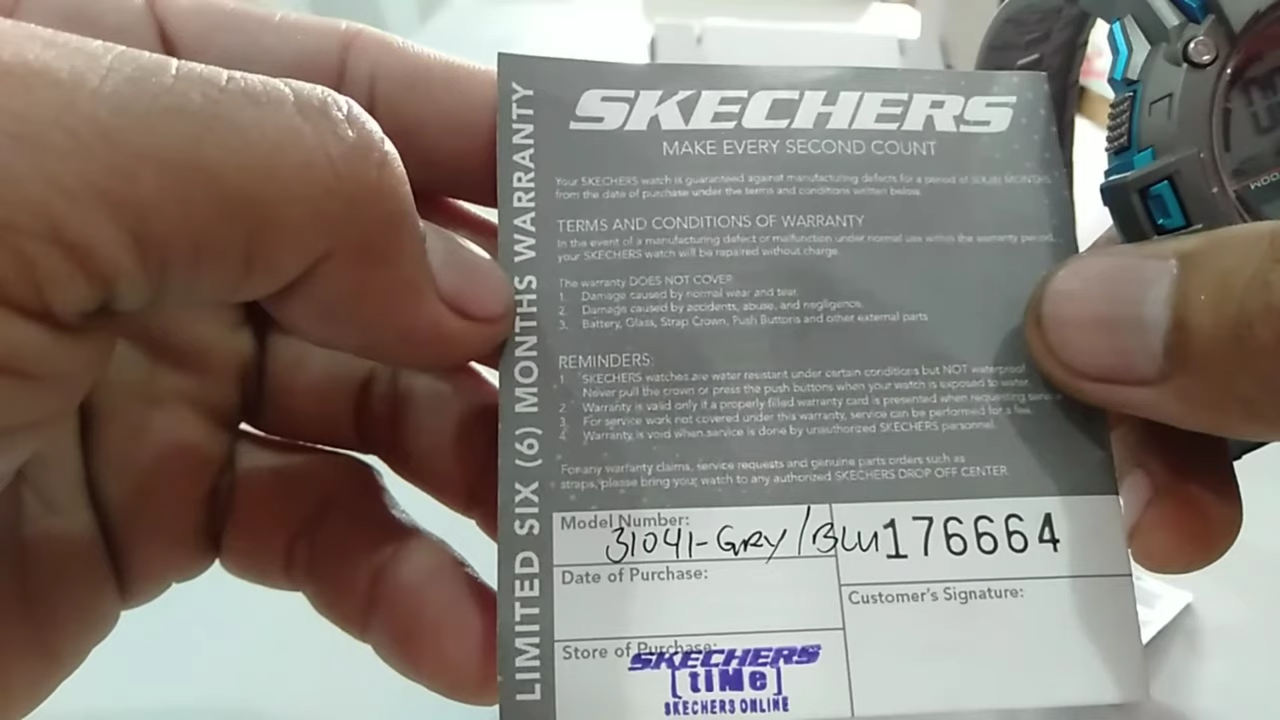 LIMITED SIX (6) MONTHS WARRANTY
SKECHERS
MAKE EVERY SECOND COUNT
Your SKECHERS watch is guaranteed against manufacturing defects for a period of MONTHS
from the date of purchase under the terms and conditions written below.
TERMS AND CONDITIONS OF WARRANTY
In the event of a manufacturing defect or malfunction under normal use within the warranty period,
your SKECHERS watch will be repaired without charge.
The warranty DOES NOT COVER:
1. Damage caused by normal wear and tear.
2. Damage caused by accidents, abuse, and negligence.
3. Battery, Glass, Strap Crown, Push Buttons and other external parts
REMINDERS:
1. SKECHERS watches are water resistant under certain conditions but NOT waterproof.
Never pull the crown or press the push buttons when your watch is exposed to water.
2. Warranty is valid only if a properly filled warranty card is presented when requesting
3. For service work not covered under this warranty, service can be performed for a fee.
4. Warranty is void when service is done by unauthorized SKECHERS personnel.
For any warranty claims, service requests and genuine parts orders such as
straps, please bring your watch to any authorized SKECHERS DROP OFF CENTER.
Model Number:
31041-GRY/BLU
176664
Date of Purchase:
Customer's Signature:
Store of Purchase:
SKECHERS
[tiMe]
SKECHERS ONLINE